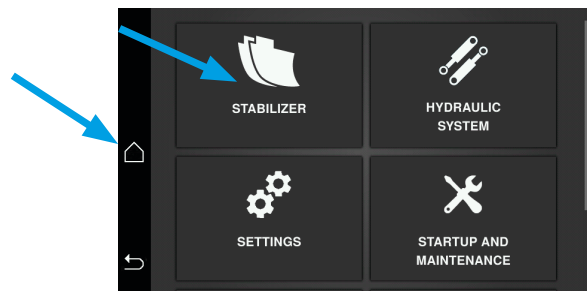 STABILIZER
HYDRAULIC
SYSTEM
SETTINGS
STARTUP AND
MAINTENANCE